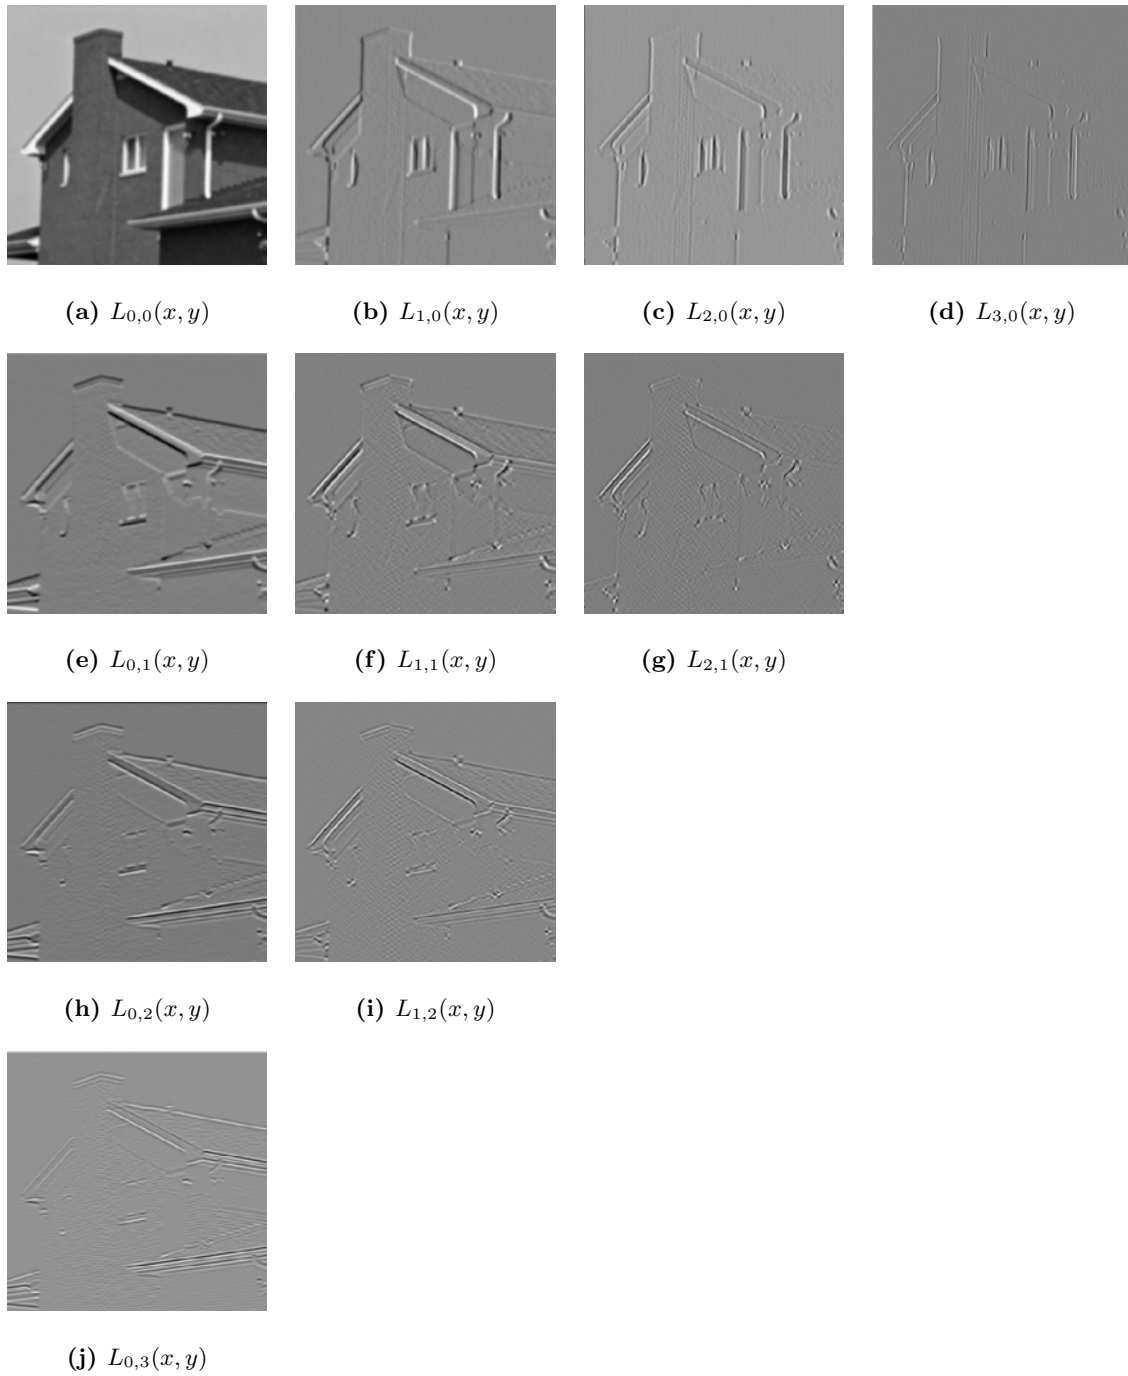 (a) L0,0(x, y)
(b) L1,0(x, y)
(c) L2,0(x, y)
(d) L3,0(x, y)
(e) L0,1(x, y)
(f) L1,1(x, y)
(g) L2,1(x, y)
(h) L0,2(x, y)
(i) L1,2(x, y)
(j) L0,3(x, y)